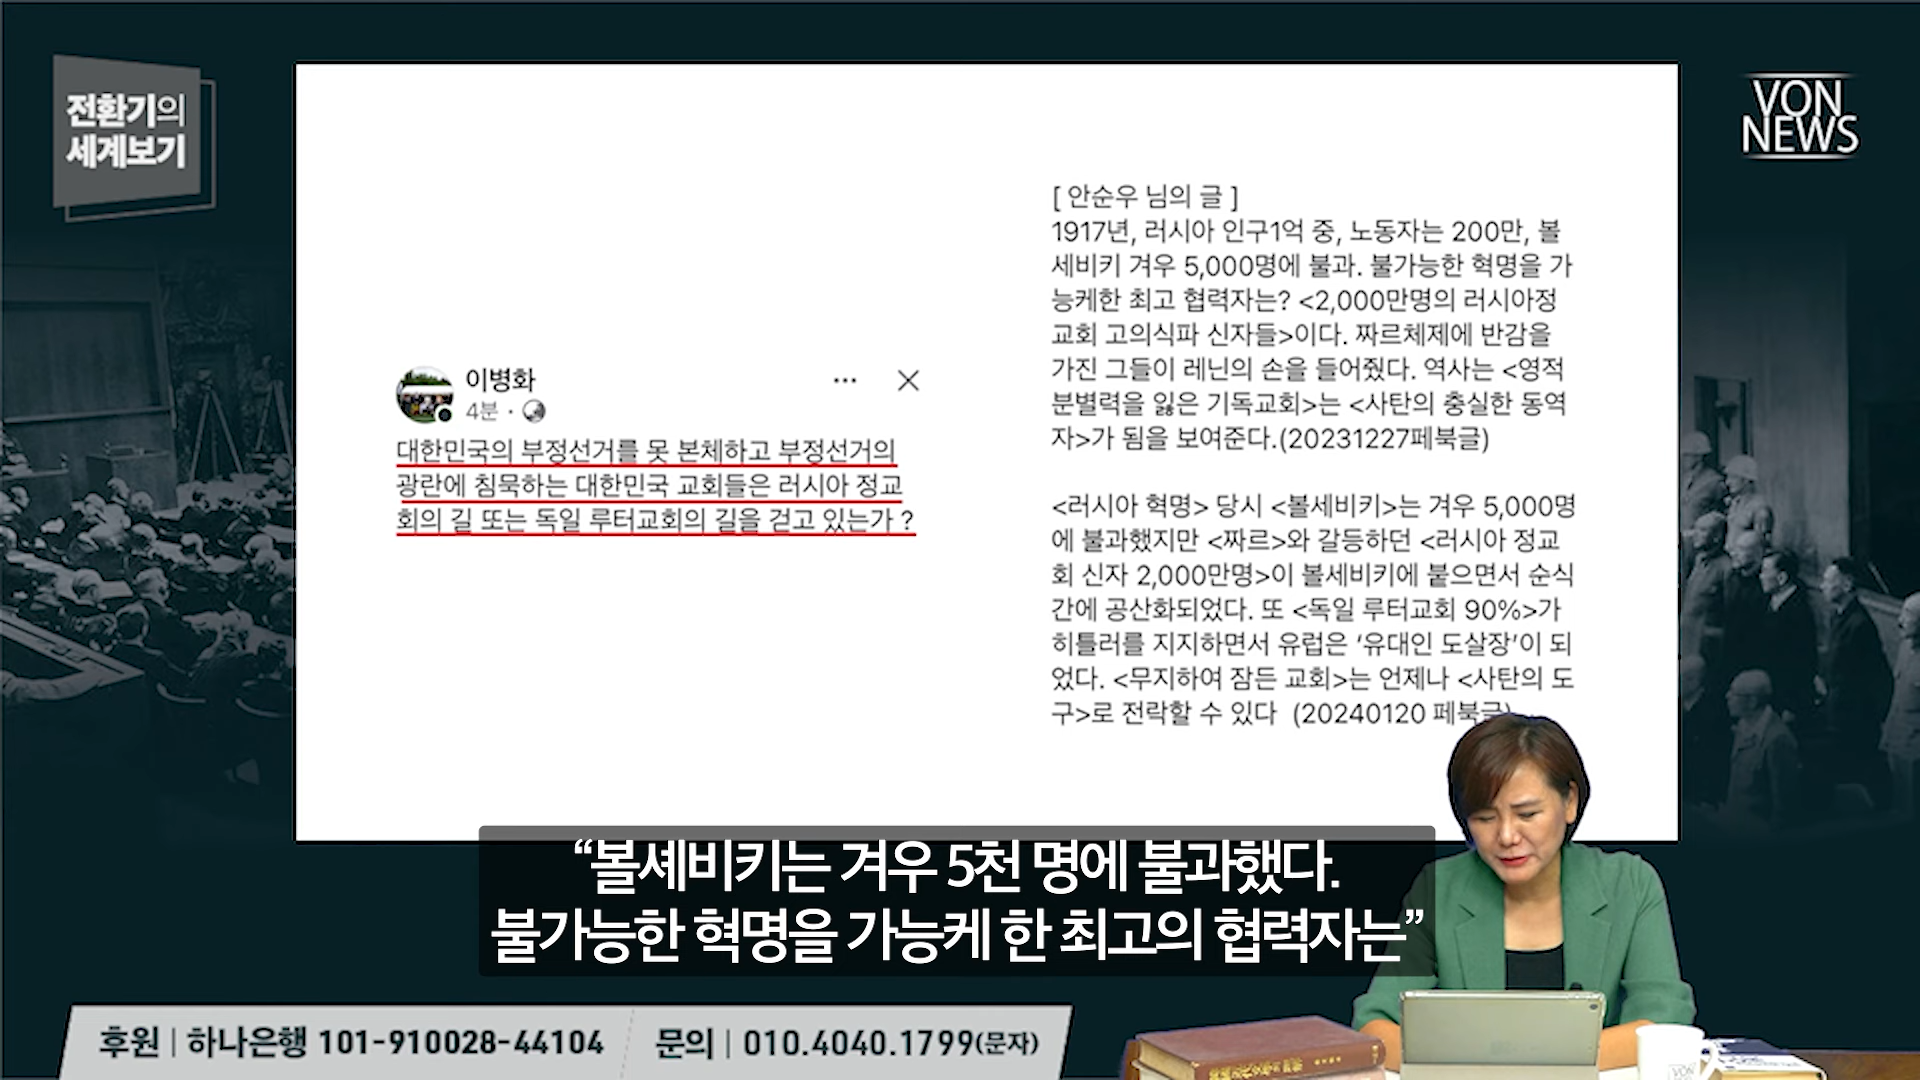 전환기의
세계보기
VON
NEWS
이병화
4분
대한민국의 부정선거를 못 본체하고 부정선거의
광란에 침묵하는 대한민국 교회들은 러시아 정교
회의 길 또는 독일 루터교회의 길을 걷고 있는가 ?
[ 안순우 님의 글 ]
1917년, 러시아 인구1억 중, 노동자는 200만, 볼
세비키 겨우 5,000명에 불과. 불가능한 혁명을 가
능케한 최고 협력자는? <2,000만명의 러시아정
교회 고의식파 신자들>이다. 짜르체제에 반감을
가진 그들이 레닌의 손을 들어줬다. 역사는 <영적
분별력을 잃은 기독교회>는 <사탄의 충실한 동역
자>가 됨을 보여준다.(20231227페북글)
<러시아 혁명> 당시 <볼세비키>는 겨우 5,000명
에 불과했지만 <짜르>와 갈등하던 <러시아 정교
회 신자 2,000만명>이 볼세비키에 붙으면서 순식
간에 공산화되었다. 또 <독일 루터교회 90%>가
히틀러를 지지하면서 유럽은 ‘유대인 도살장’이 되
었다. <무지하여 잠든 교회>는 언제나 <사탄의 도
구>로 전락할 수 있다 (20240120 페북글)
“볼셰비키는 겨우 5천 명에 불과했다.
불가능한 혁명을 가능케 한 최고의 협력자는”
후원 | 하나은행 101-910028-44104
문의 | 010.4040.1799(문자)
VON